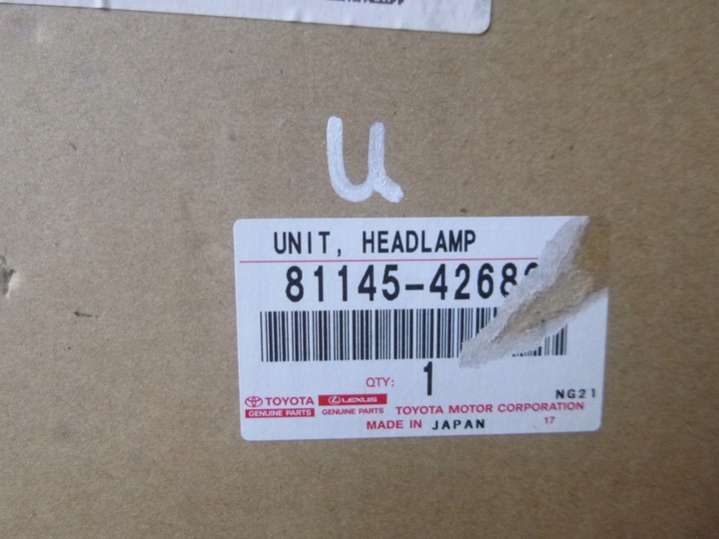 u
UNIT, HEADLAMP
81145-4268
QTY: 1
NG21
TOYOTA LEXUS
GENUINE PARTS GENUINE PARTS TOYOTA MOTOR CORPORATION
MADE IN JAPAN 17